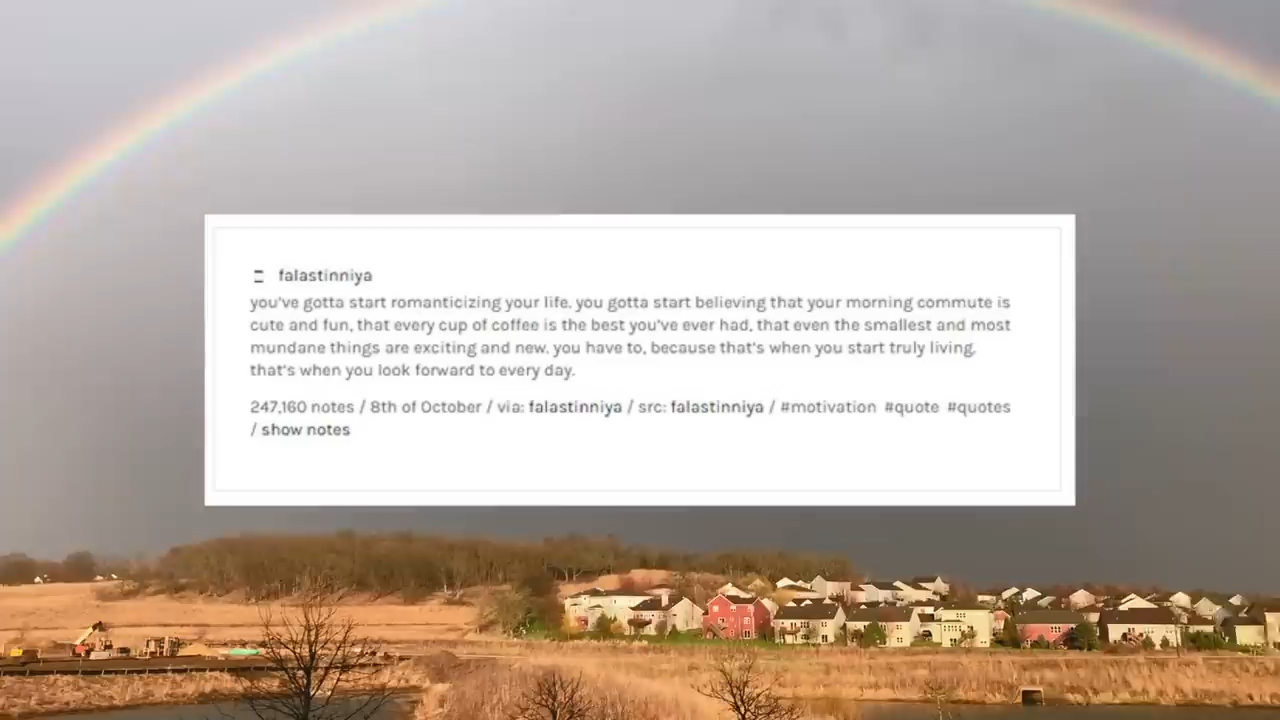 falastinniya
you've gotta start romanticizing your life. you gotta start believing that your morning commute is
cute and fun, that every cup of coffee is the best you've ever had, that even the smallest and most
mundane things are exciting and new. you have to, because that's when you start truly living.
that's when you look forward to every day.
247,160 notes / 8th of October / via: falastinniya / src: falastinniya / #motivation #quote #quotes
/ show notes